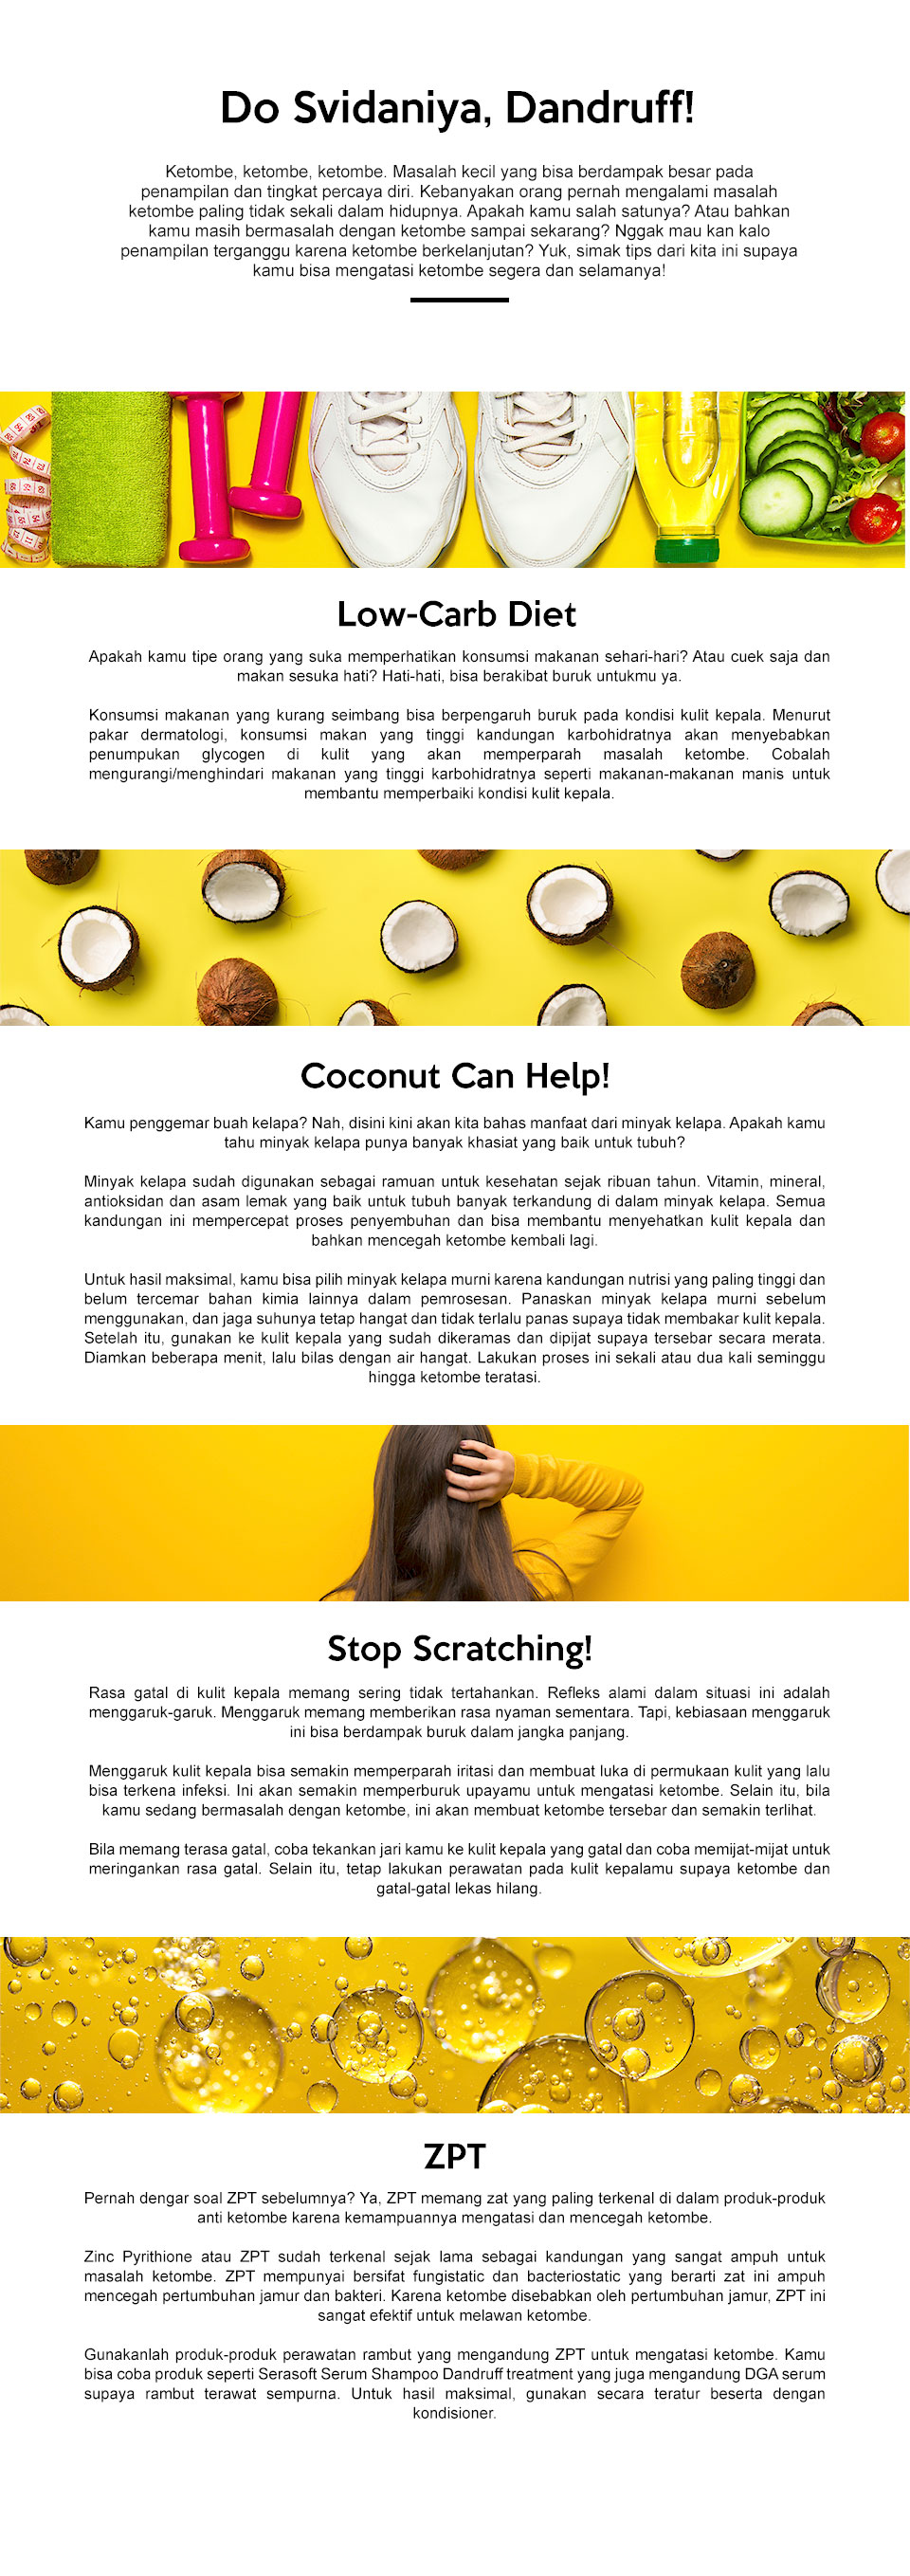 Do Svidaniya, Dandruff!
Ketombe, ketombe, ketombe. Masalah kecil yang bisa berdampak besar pada
penampilan dan tingkat percaya diri. Kebanyakan orang pernah mengalami masalah
ketombe paling tidak sekali dalam hidupnya. Apakah kamu salah satunya? Atau bahkan
kamu masih bermasalah dengan ketombe sampai sekarang? Nggak mau kan kalo
penampilan terganggu karena ketombe berkelanjutan? Yuk, simak tips dari kita ini supaya
kamu bisa mengatasi ketombe segera dan selamanya!
Low-Carb Diet
Apakah kamu tipe orang yang suka memperhatikan konsumsi makanan sehari-hari? Atau cuek saja dan
makan sesuka hati? Hati-hati, bisa berakibat buruk untukmu ya.
Konsumsi makanan yang kurang seimbang bisa berpengaruh buruk pada kondisi kulit kepala. Menurut
pakar dermatologi, konsumsi makan yang tinggi kandungan karbohidratnya akan menyebabkan
penumpukan glycogen di kulit yang akan memperparah masalah ketombe. Cobalah
mengurangi/menghindari makanan yang tinggi karbohidratnya seperti makanan-makanan manis untuk
membantu memperbaiki kondisi kulit kepala.
Coconut Can Help!
Kamu penggemar buah kelapa? Nah, disini kini akan kita bahas manfaat dari minyak kelapa. Apakah kamu
tahu minyak kelapa punya banyak khasiat yang baik untuk tubuh?
Minyak kelapa sudah digunakan sebagai ramuan untuk kesehatan sejak ribuan tahun. Vitamin, mineral,
antioksidan dan asam lemak yang baik untuk tubuh banyak terkandung di dalam minyak kelapa. Semua
kandungan ini mempercepat proses penyembuhan dan bisa membantu menyehatkan kulit kepala dan
bahkan mencegah ketombe kembali lagi.
Untuk hasil maksimal, kamu bisa pilih minyak kelapa murni karena kandungan nutrisi yang paling tinggi dan
belum tercemar bahan kimia lainnya dalam pemrosesan. Panaskan minyak kelapa murni sebelum
menggunakan, dan jaga suhunya tetap hangat dan tidak terlalu panas supaya tidak membakar kulit kepala.
Setelah itu, gunakan ke kulit kepala yang sudah dikeramas dan dipijat supaya tersebar secara merata.
Diamkan beberapa menit, lalu bilas dengan air hangat. Lakukan proses ini sekali atau dua kali seminggu
hingga ketombe teratasi.
Stop Scratching!
Rasa gatal di kulit kepala memang sering tidak tertahankan. Refleks alami dalam situasi ini adalah
menggaruk-garuk. Menggaruk memang memberikan rasa nyaman sementara. Tapi, kebiasaan menggaruk
ini bisa berdampak buruk dalam jangka panjang.
Menggaruk kulit kepala bisa semakin memperparah iritasi dan membuat luka di permukaan kulit yang lalu
bisa terkena infeksi. Ini akan semakin memperburuk upayamu untuk mengatasi ketombe. Selain itu, bila
kamu sedang bermasalah dengan ketombe, ini akan membuat ketombe tersebar dan semakin terlihat.
Bila memang terasa gatal, coba tekankan jari kamu ke kulit kepala yang gatal dan coba memijat-mijat untuk
meringankan rasa gatal. Selain itu, tetap lakukan perawatan pada kulit kepalamu supaya ketombe dan
gatal-gatal lekas hilang.
ZPT
Pernah dengar soal ZPT sebelumnya? Ya, ZPT memang zat yang paling terkenal di dalam produk-produk
anti ketombe karena kemampuannya mengatasi dan mencegah ketombe.
Zinc Pyrithione atau ZPT sudah terkenal sejak lama sebagai kandungan yang sangat ampuh untuk
masalah ketombe. ZPT mempunyai bersifat fungistatic dan bacteriostatic yang berarti zat ini ampuh
mencegah pertumbuhan jamur dan bakteri. Karena ketombe disebabkan oleh pertumbuhan jamur, ZPT ini
sangat efektif untuk melawan ketombe.
Gunakanlah produk-produk perawatan rambut yang mengandung ZPT untuk mengatasi ketombe. Kamu
bisa coba produk seperti Serasoft Serum Shampoo Dandruff treatment yang juga mengandung DGA serum
supaya rambut terawat sempurna. Untuk hasil maksimal, gunakan secara teratur beserta dengan
kondisioner.